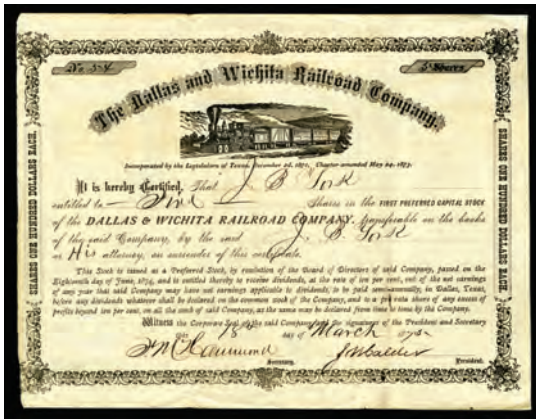 No 54
5 Shares
The Dallas and Wichita Railroad Company.
Incorporated by the Legislature of Texas, December 2d, 1871, Chapter amended May 24, 1873.
It is hereby Certified, That J. B. York
entitled to Five Shares in the FIRST PREFERRED CAPITAL STOCK
of the DALLAS & WICHITA RAILROAD COMPANY, transferable on the books
of the said Company, by the said J. B. York
or His attorney, on surrender of this certificate.
This Stock is issued as a Preferred Stock, by resolution of the Board of Directors of said Company, passed on the
Eighteenth day of June, 1874, and is entitled thereby to receive dividends, at the rate of ten per cent, out of the net earnings
of any year that said Company may have net earnings applicable to dividends, to be paid semi-annually, in Dallas, Texas,
before any dividends whatever shall be declared on the common stock of the Company, and to a pro rata share of any excess of
profits beyond ten per cent, on all the stock of said Company, as the same may be declared from time to time by the Company.
Witness the Corporate Seal of the said Company and the signatures of the President and Secretary
this 18 day of March 1875
Secretary.
President.
SHARES ONE HUNDRED DOLLARS EACH.
SHARES ONE HUNDRED DOLLARS EACH.